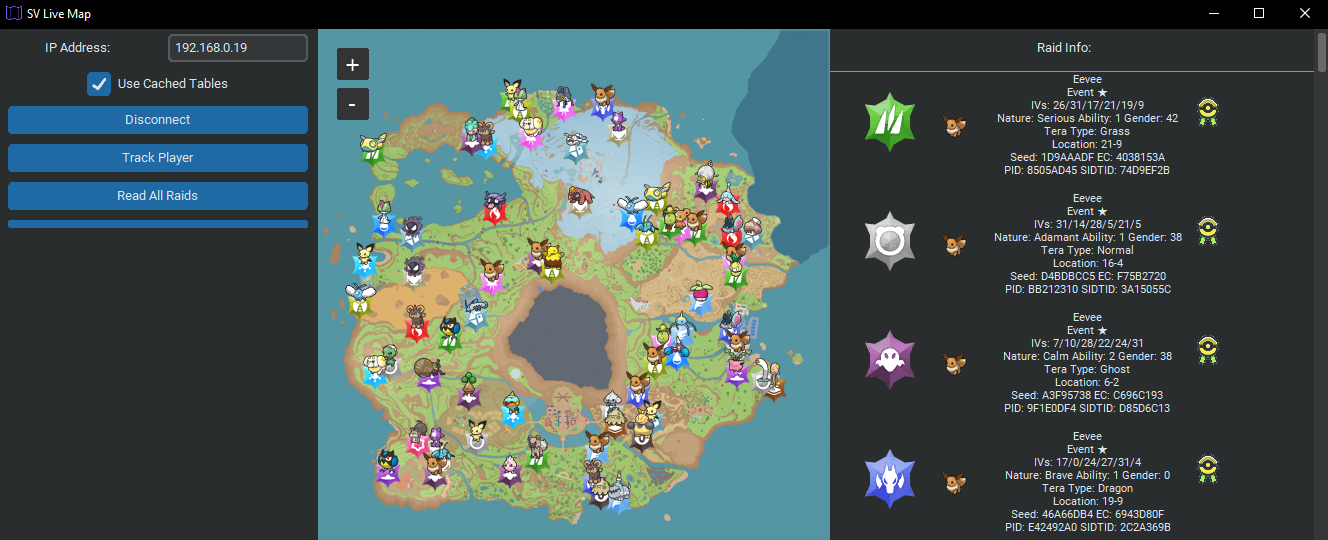 SV Live Map
IP Address:
192.168.0.19
Use Cached Tables
Disconnect
Track Player
Read All Raids
+
-
Raid Info:
Eevee
Event ★
IVs: 26/31/17/21/19/9
Nature: Serious Ability: 1 Gender: 42
Tera Type: Grass
Location: 21-9
Seed: 1D9AAADF EC: 4038153A
PID: 8505AD45 SIDTID: 74D9EF2B
Eevee
Event ★
IVs: 31/14/28/5/21/5
Nature: Adamant Ability: 1 Gender: 38
Tera Type: Normal
Location: 16-4
Seed: D4BDBCC5 EC: F75B2720
PID: BB212310 SIDTID: 3A15055C
Eevee
Event ★
IVs: 7/10/28/22/24/31
Nature: Calm Ability: 2 Gender: 38
Tera Type: Ghost
Location: 6-2
Seed: A3F95738 EC: C696C193
PID: 9F1E0DF4 SIDTID: D85D6C13
Eevee
Event ★
IVs: 17/0/24/27/31/4
Nature: Brave Ability: 1 Gender: 0
Tera Type: Dragon
Location: 19-9
Seed: 46A66DB4 EC: 6943D80F
PID: E42492A0 SIDTID: 2C2A369B